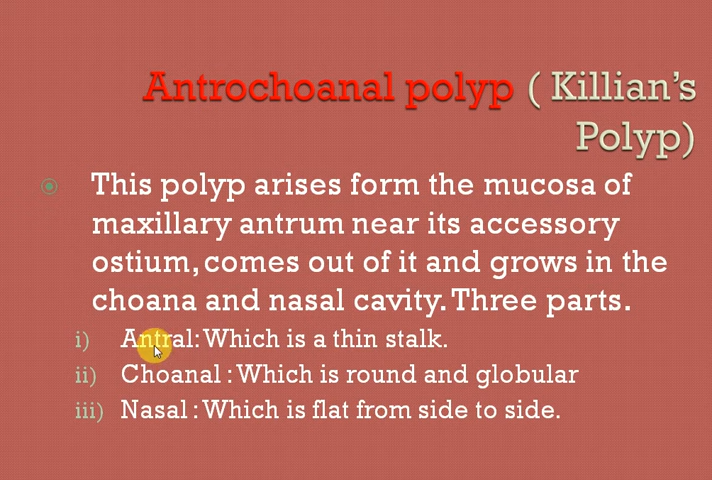 Antrochoanal polyp ( Killian’s
Polyp)
This polyp arises form the mucosa of
maxillary antrum near its accessory
ostium, comes out of it and grows in the
choana and nasal cavity. Three parts.
i) Antral: Which is a thin stalk.
ii) Choanal : Which is round and globular
iii) Nasal : Which is flat from side to side.